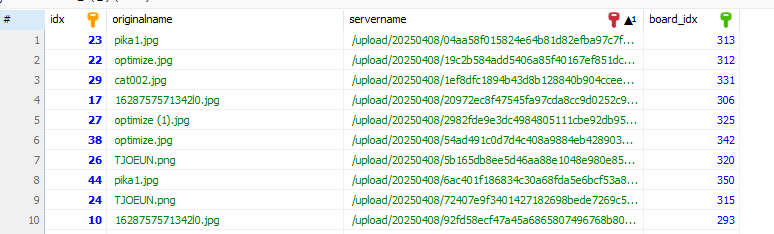 # idx originalname servername 1 board_idx
1 23 pika1.jpg /upload/20250408/04aa58f015824e64b81d82efba97c7f... 313
2 22 optimize.jpg /upload/20250408/19c2b584add5406a85f40167ef851dc... 312
3 29 cat002.jpg /upload/20250408/1ef8dfc1894b43d8b128840b904ccee... 331
4 17 1628757571342l0.jpg /upload/20250408/20972ec8f47545fa97cda8cc9d0252c9... 306
5 27 optimize (1).jpg /upload/20250408/2982fde9e3dc4984805111cbe92db95... 325
6 38 optimize.jpg /upload/20250408/54ad491c0d7d4c408a9884eb428903... 342
7 26 TJOEUN.png /upload/20250408/5b165db8ee5d46aa88e1048e980e85... 320
8 44 pika1.jpg /upload/20250408/6ac401f186834c30a68fda5e6bcf53a8... 350
9 24 TJOEUN.png /upload/20250408/72407e9f3401427182698bede7269c5... 315
10 10 1628757571342l0.jpg /upload/20250408/92fd58ecf47a45a6865807496768b80... 293